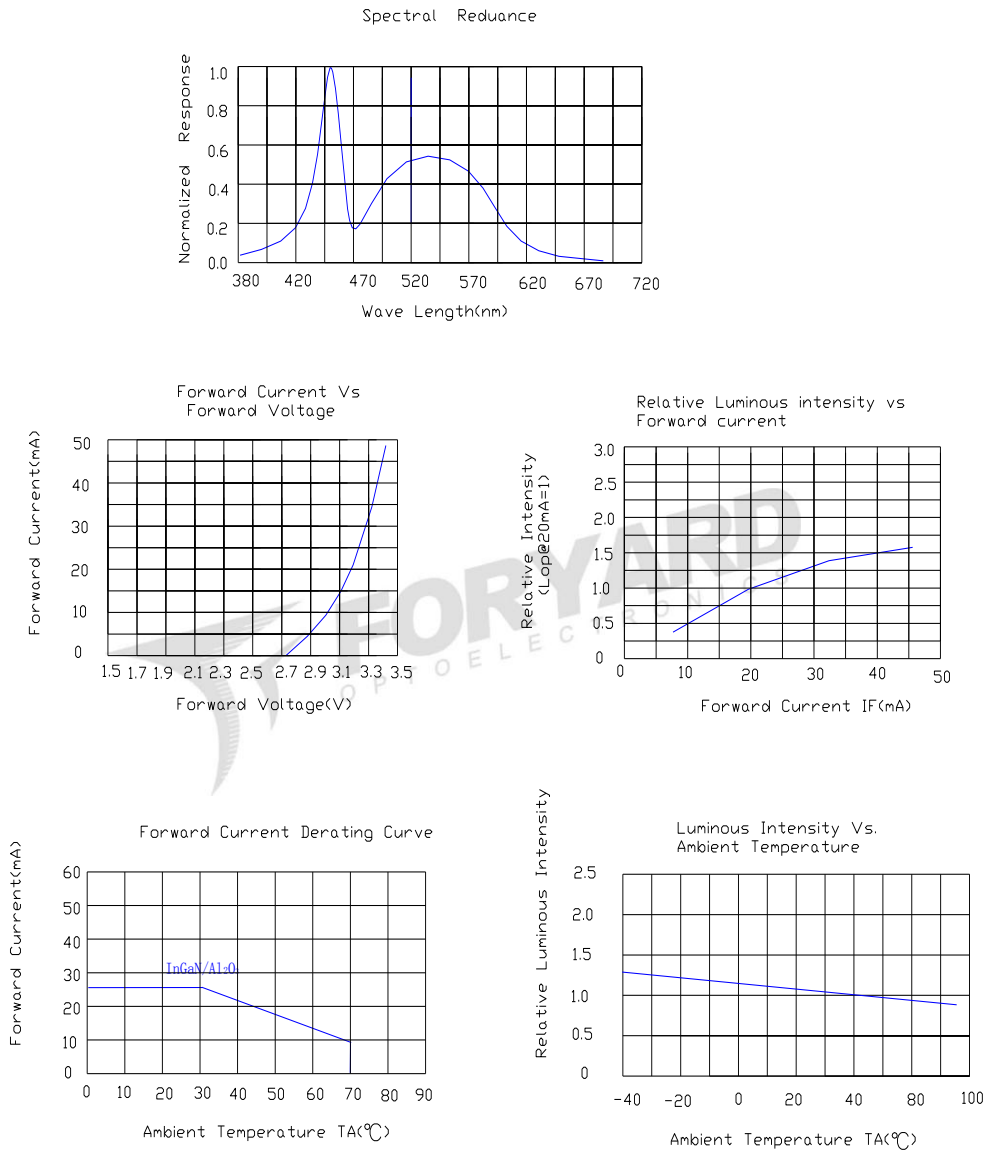 Spectral Reduance
Normalized Response
1.0
0.8
0.6
0.4
0.2
0.0
380 420 470 520 570 620 670 720
Wave Length(nm)
Forward Current Vs
Forward Voltage
Forward Current(mA)
50
40
30
20
10
0
1.5 1.7 1.9 2.1 2.3 2.5 2.7 2.9 3.1 3.3 3.5
Forward Voltage(V)
Relative Luminous intensity vs
Forward current
Relative Intensity
(Lope@20mA=1)
3.0
2.5
2.0
1.5
1.0
0.5
0
0 10 20 30 40 50
Forward Current IF(mA)
FORYARD
OPTOELECTRONICS
Forward Current Derating Curve
Forward Current(mA)
60
50
40
30
20
10
0
InGaN/Al₂O₃
0 10 20 30 40 50 60 70 80 90
Ambient Temperature TA(℃)
Luminous Intensity Vs.
Ambient Temperature
Relative Luminous Intensity
2.5
2.0
1.5
1.0
0.5
0
-40 -20 0 20 40 80 100
Ambient Temperature TA(℃)